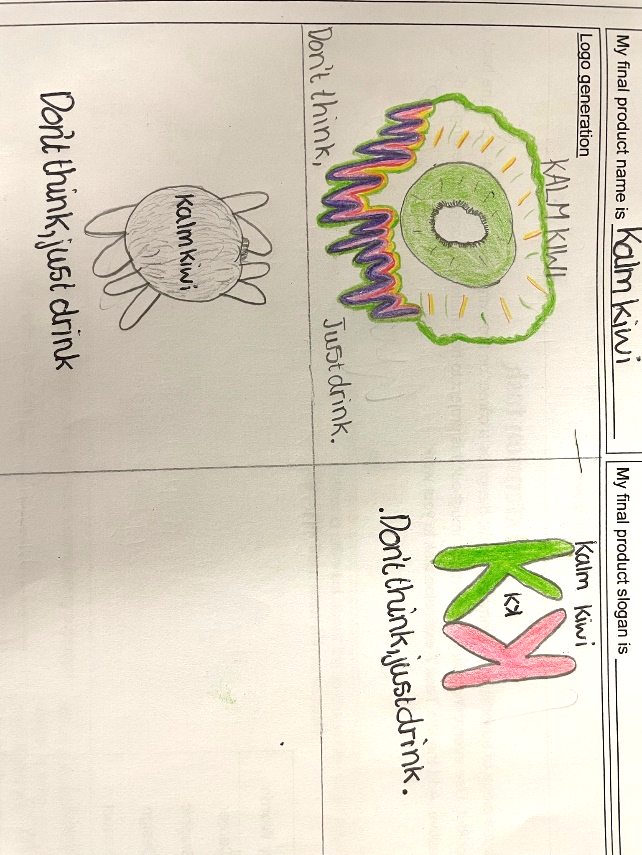 My final product name is Kalm kiwi
My final product slogan is
Logo generation
KALM KIWI
Don't think,
Just drink.
Kalm Kiwi
KK
KK
.Don't think, just drink.
kalm kiwi
Don't think, just drink